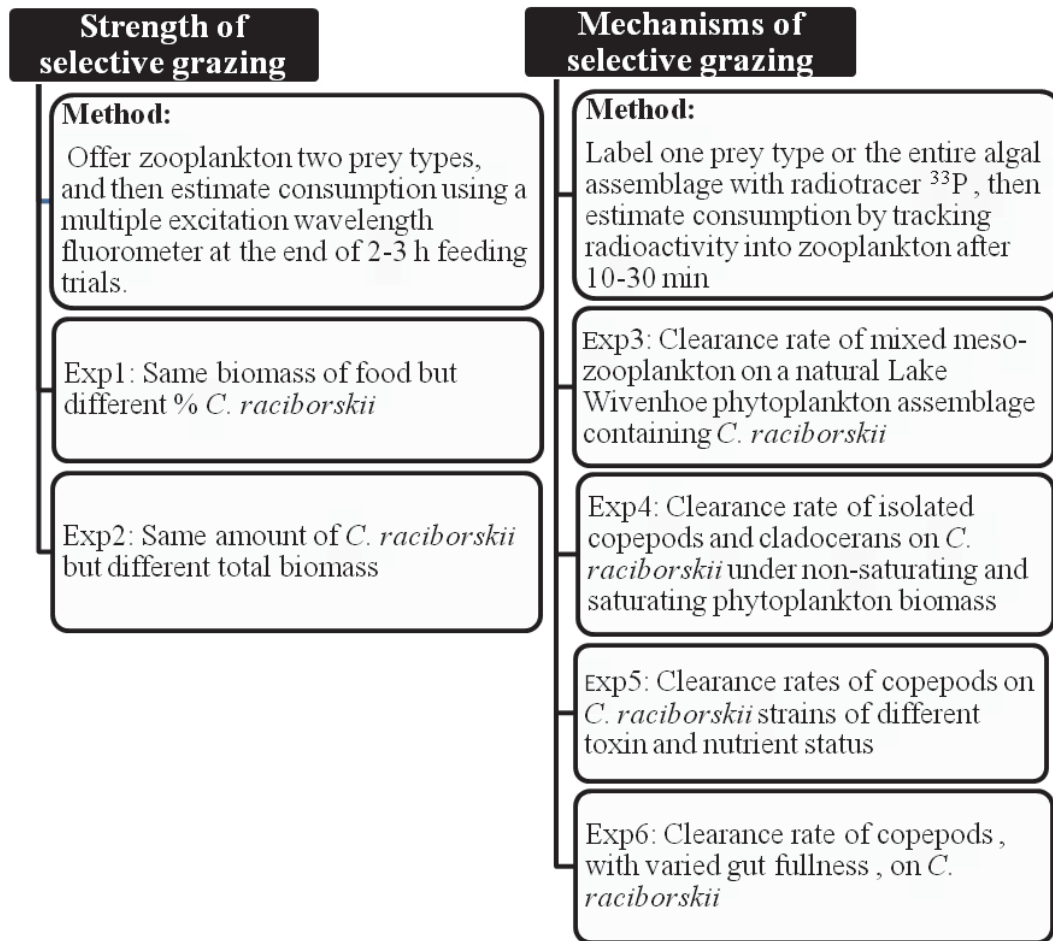 Strength of
selective grazing
Method:
Offer zooplankton two prey types,
and then estimate consumption using a
multiple excitation wavelength
fluorometer at the end of 2-3 h feeding
trials.
Exp1: Same biomass of food but
different % C. raciborskii
Exp2: Same amount of C. raciborskii
but different total biomass
Mechanisms of
selective grazing
Method:
Label one prey type or the entire algal
assemblage with radiotracer ³³P , then
estimate consumption by tracking
radioactivity into zooplankton after
10-30 min
Exp3: Clearance rate of mixed meso-
zooplankton on a natural Lake
Wivenhoe phytoplankton assemblage
containing C. raciborskii
Exp4: Clearance rate of isolated
copepods and cladocerans on C.
raciborskii under non-saturating and
saturating phytoplankton biomass
Exp5: Clearance rates of copepods on
C. raciborskii strains of different
toxin and nutrient status
Exp6: Clearance rate of copepods ,
with varied gut fullness , on C.
raciborskii